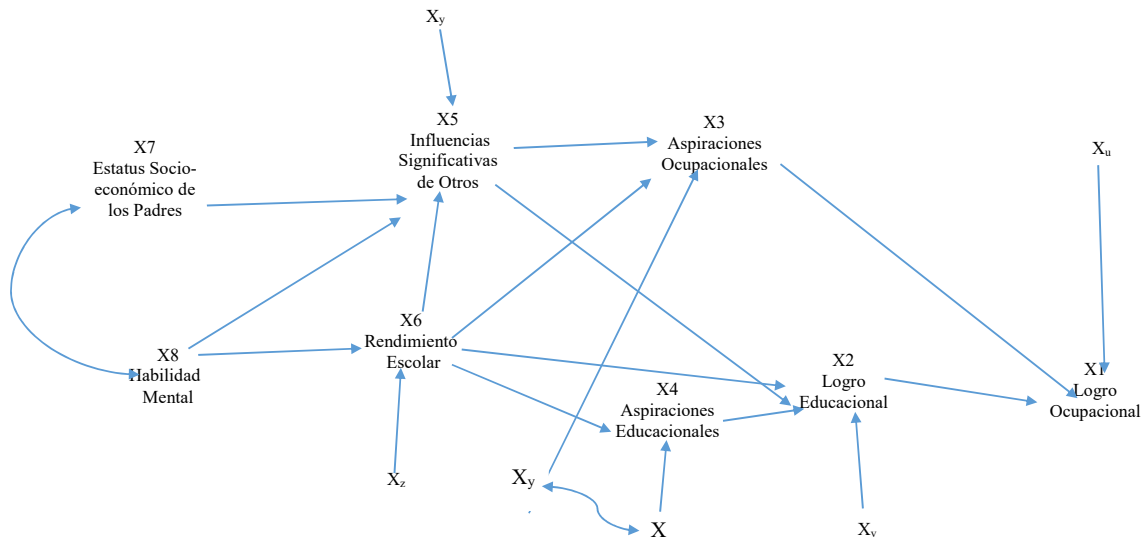 Xy
X5
Influencias
Significativas
de Otros
X3
Aspiraciones
Ocupacionales
X7
Estatus Socio-
económico de
los Padres
Xu
X6
Rendimiento
Escolar
X8
Habilidad
Mental
X4
Aspiraciones
Educacionales
X2
Logro
Educacional
X1
Logro
Ocupacional
Xz
Xy
X
Xv